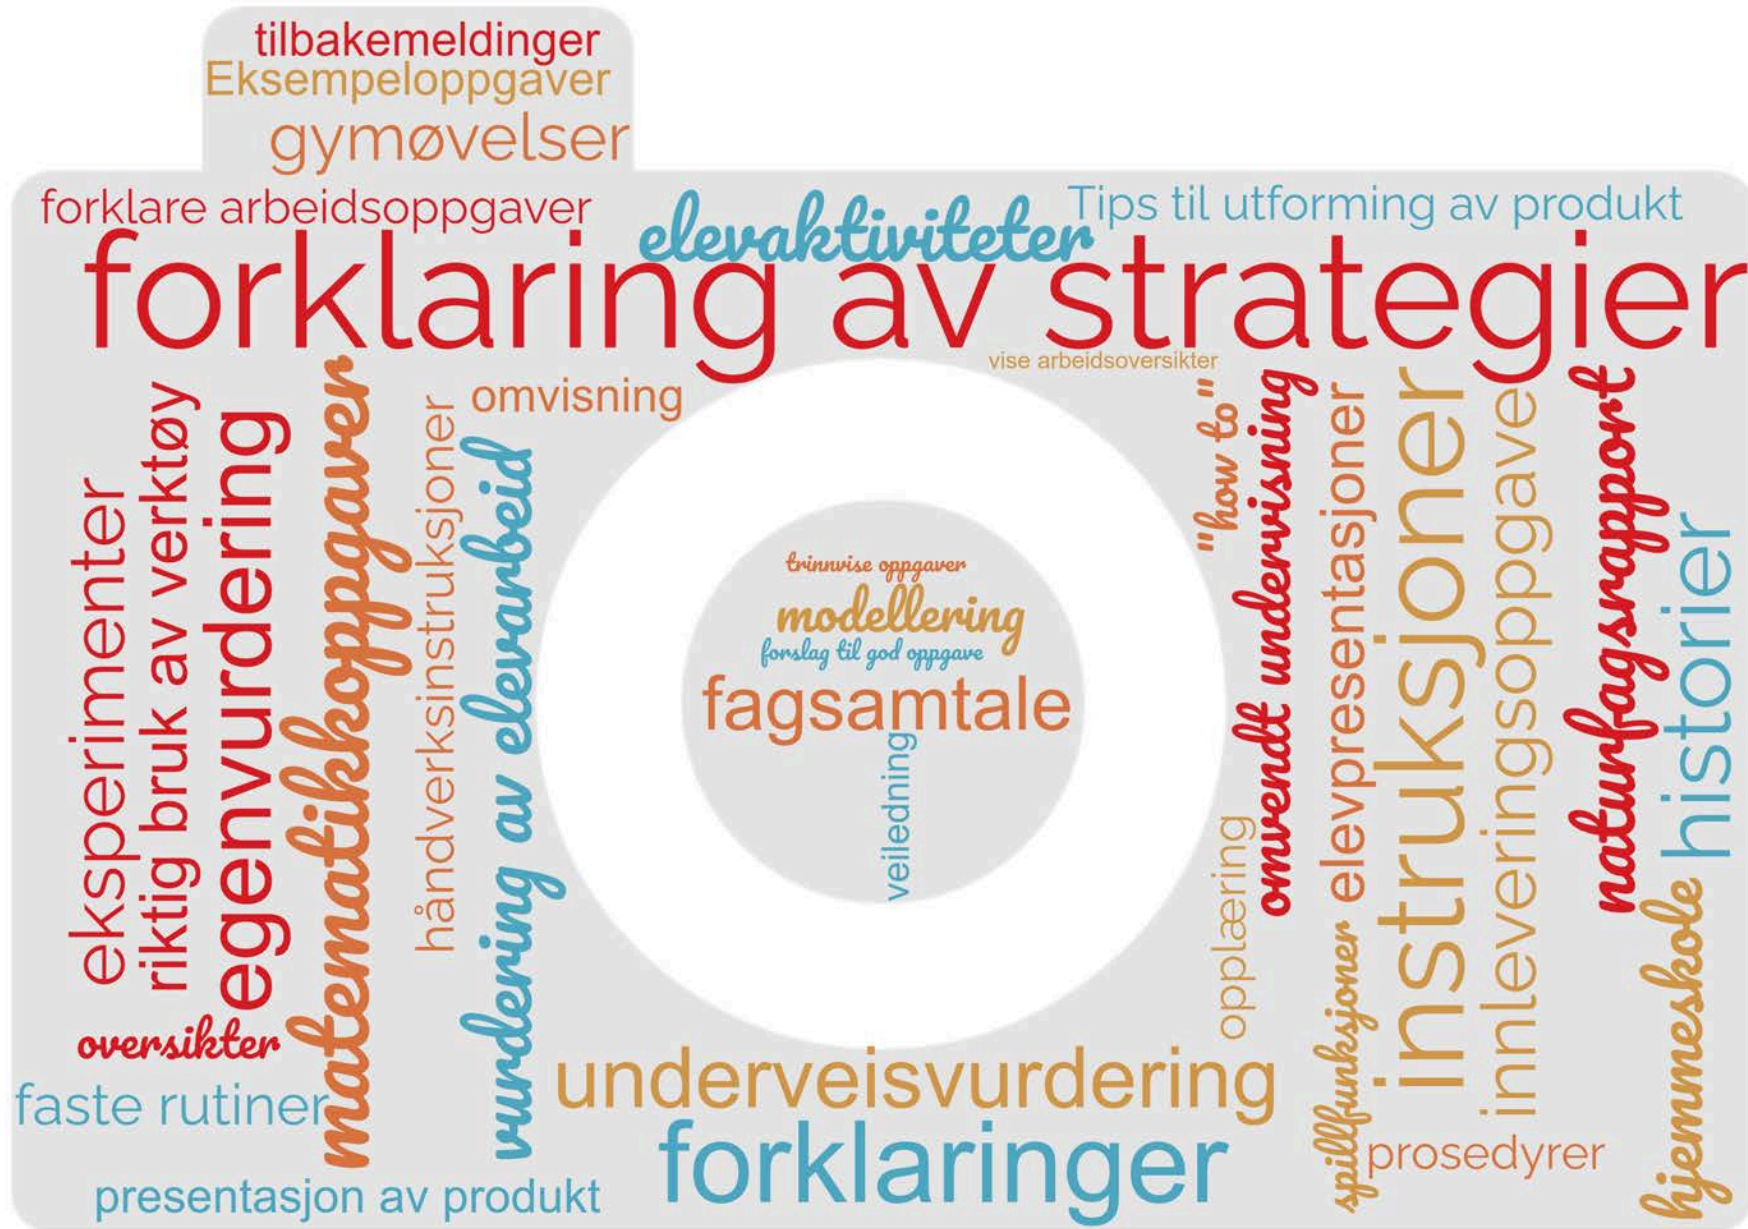 tilbakemeldinger
Eksempeloppgaver
gymøvelser
forklare arbeidsoppgaver
elevaktiviteter
Tips til utforming av produkt
forklaring av strategier
vise arbeidsoversikter
omvisning
eksperimenter
riktig bruk av verktøy
egenvurdering
matematikkoppgaver
håndverksinstruksjoner
vurdering av elevarbeid
trinnvise oppgaver
modellering
forslag til god oppgave
fagsamtale
veiledning
"how to"
opplæring
omvendt undervisning
elevpresentasjoner
spillfunksjoner
instruksjoner
innleveringsoppgave
naturfagsrapport
historier
hjemmeskole
oversikter
faste rutiner
underveisvurdering
forklaringer
prosedyrer
presentasjon av produkt